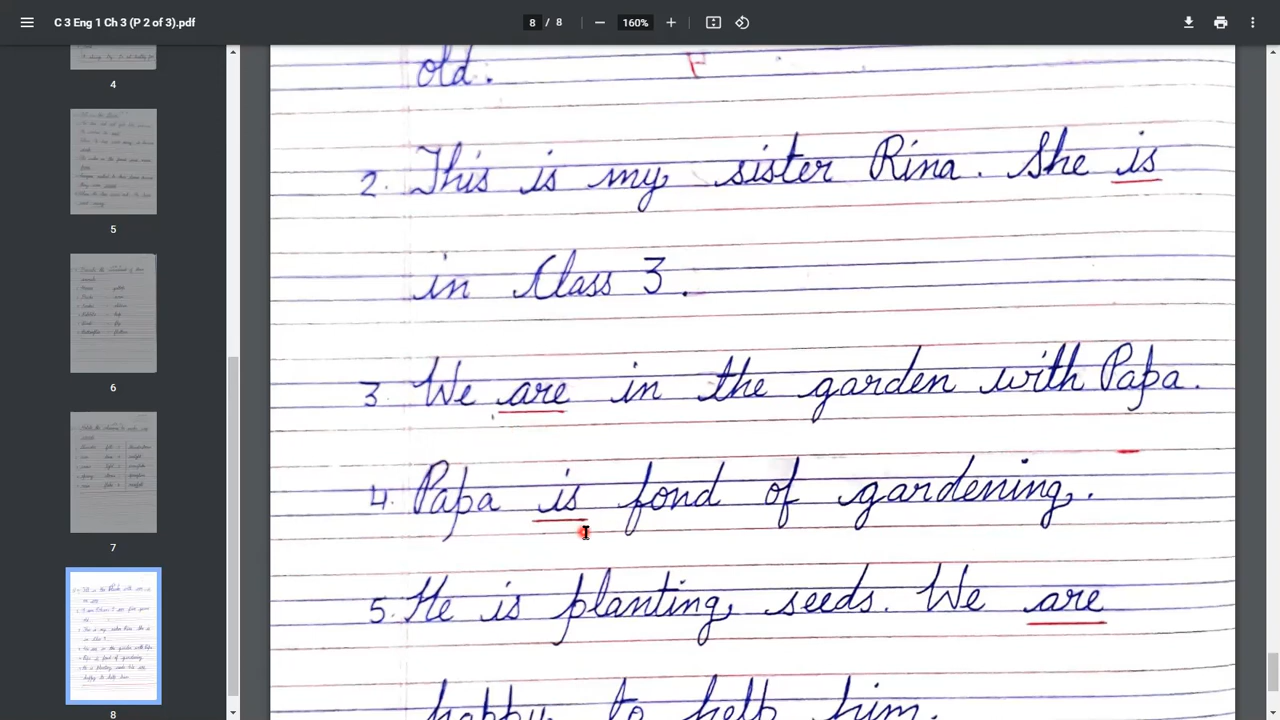 C 3 Eng 1 Ch 3 (P 2 of 3).pdf
8 / 8
160%
4
5
6
7
8
old.
2. This is my sister Rina. She is
in Class 3.
3. We are in the garden with Papa.
4. Papa is fond of gardening.
5. He is planting seeds. We are
happy to help him.